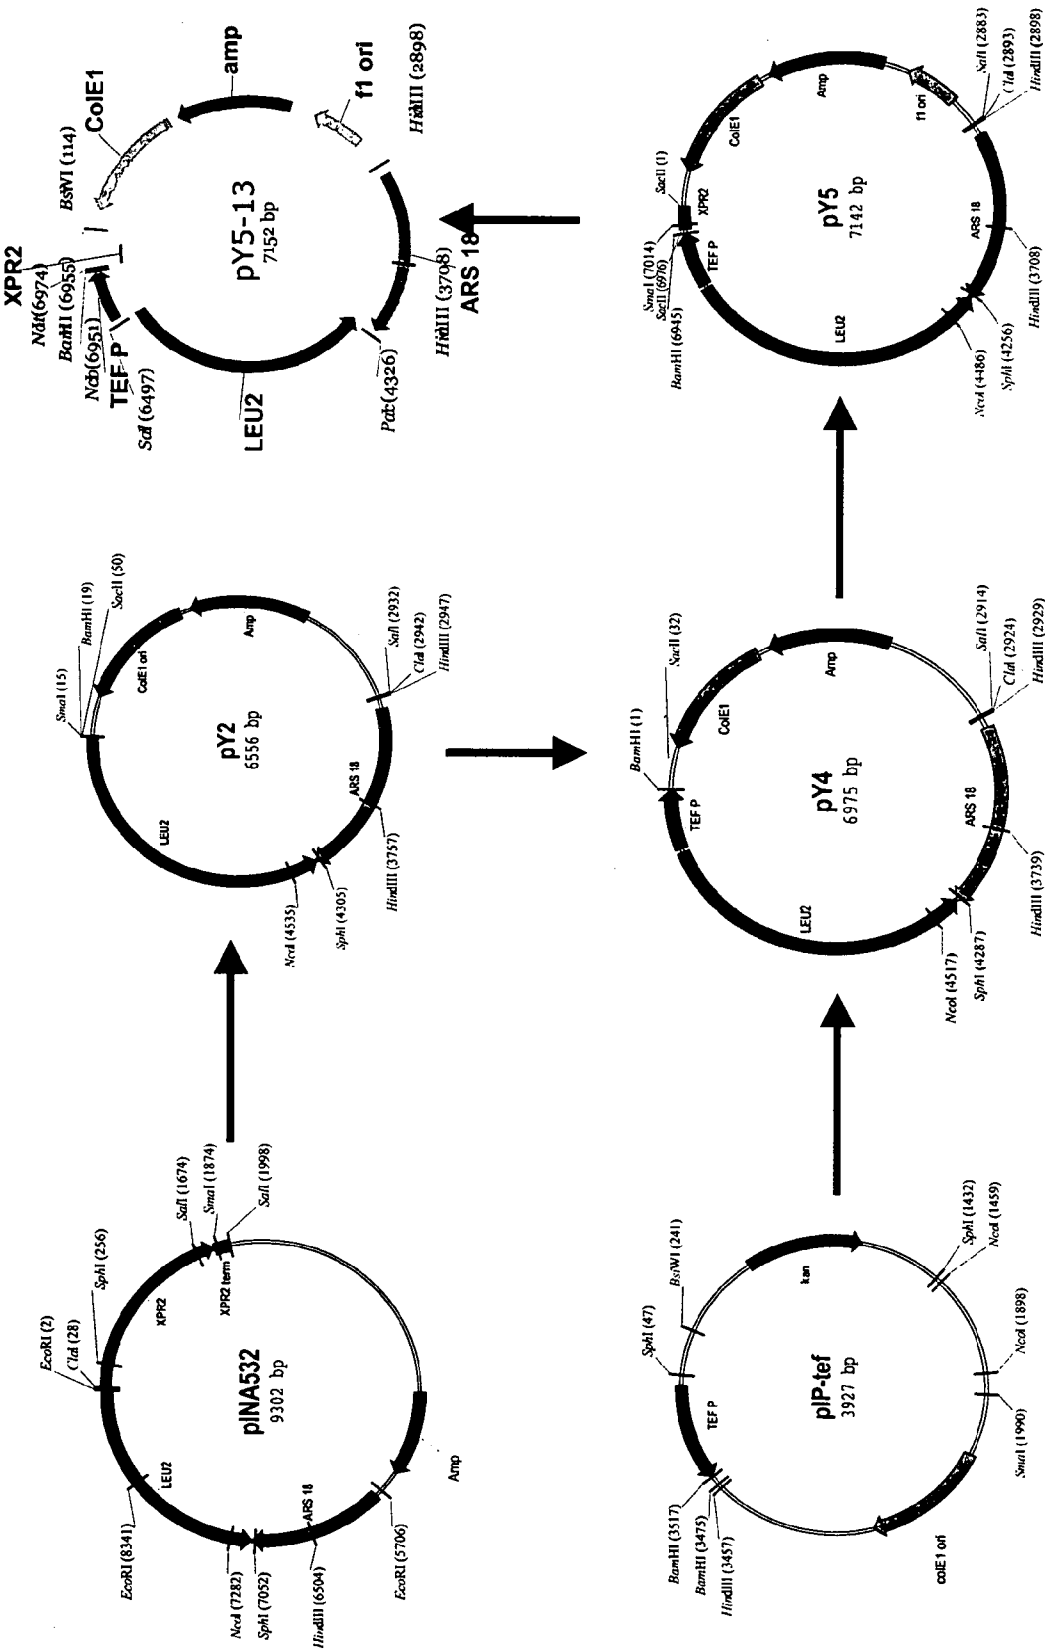 pINA532
9302 bp
EcoRI (2)
ClaI (28)
SphI (256)
XPR2
SalI (1674)
SmaI (1874)
XPR2 term
SalI (1998)
Amp
EcoRI (5706)
ARS 18
HindIII (6504)
SphI (7052)
NcoI (7282)
LEU2
EcoRI (8341)
pY2
6556 bp
SmaI (15)
BamHI (19)
SacII (50)
ColE1 ori
Amp
SalI (2932)
ClaI (2942)
HindIII (2947)
ARS 18
HindIII (3757)
SphI (4305)
NcoI (4535)
LEU2
pY5-13
7152 bp
XPR2
BsiWI (114)
ColE1
amp
f1 ori
HindIII (2898)
ARS 18
HindIII (3708)
PacI (4326)
LEU2
SalI (6497)
TEF P
NcoI (6951)
BamHI (6955)
NdeI (6974)
pIP-tef
3927 bp
SphI (47)
BsiWI (241)
kan
SphI (1432)
NcoI (1459)
NcoI (1898)
SmaI (1990)
colE1 ori
HindIII (3457)
BamHI (3475)
BamHI (3517)
TEF P
pY4
6975 bp
BamHI (1)
SacII (32)
ColE1
Amp
SalI (2914)
ClaI (2924)
HindIII (2929)
ARS 18
HindIII (3739)
SphI (4287)
NcoI (4517)
LEU2
TEF P
pY5
7142 bp
SacII (1)
XPR2
ColE1
Amp
f1 ori
SalI (2883)
ClaI (2893)
HindIII (2898)
ARS 18
HindIII (3708)
SphI (4256)
NcoI (4486)
LEU2
TEF P
BamHI (6945)
SacII (6976)
SmaI (7014)